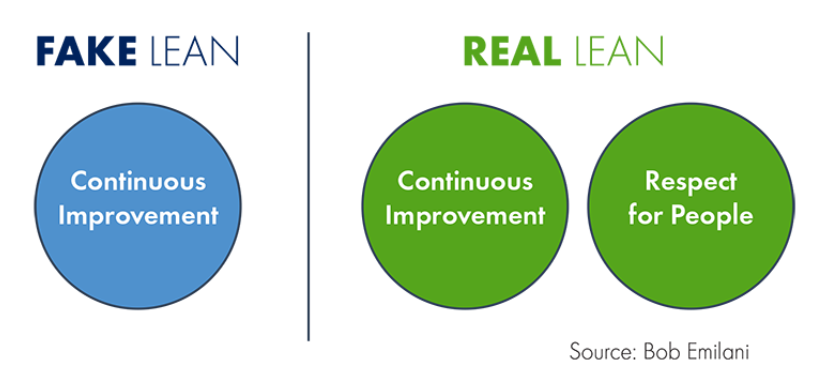 FAKE LEAN
REAL LEAN
Continuous
Improvement
Continuous
Improvement
Respect
for People
Source: Bob Emilani